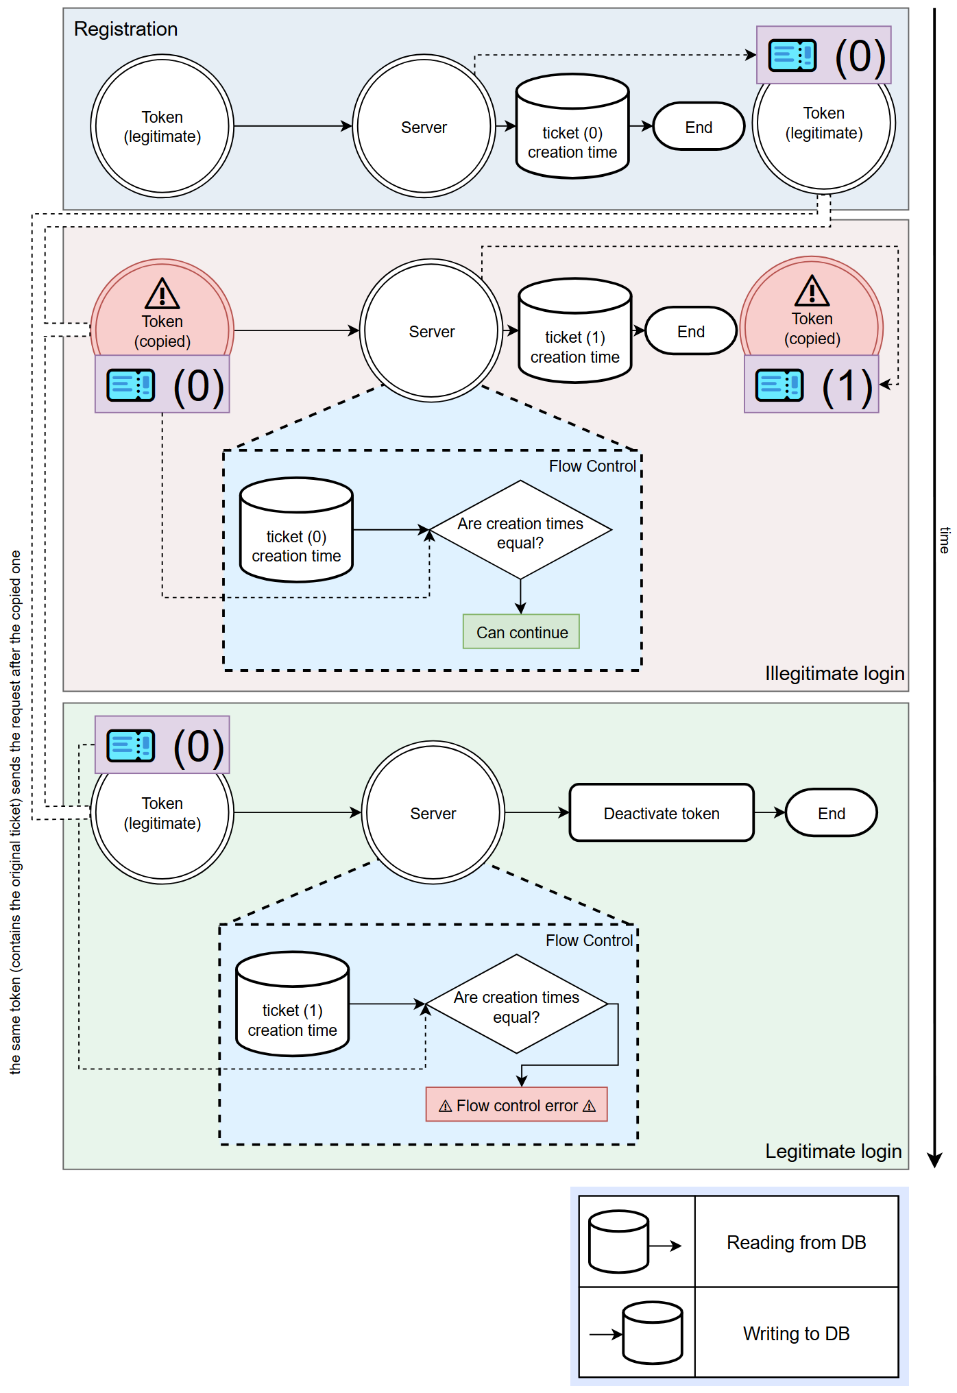 Registration
Token
(legitimate)
Server
ticket (0)
creation time
End
(0)
Token
(legitimate)
Token
(copied)
(0)
Server
ticket (1)
creation time
End
Token
(copied)
(1)
Flow Control
ticket (0)
creation time
Are creation times
equal?
Can continue
Illegitimate login
time
the same token (contains the original ticket) sends the request after the copied one
(0)
Token
(legitimate)
Server
Deactivate token
End
Flow Control
ticket (1)
creation time
Are creation times
equal?
⚠ Flow control error ⚠
Legitimate login
Reading from DB
Writing to DB